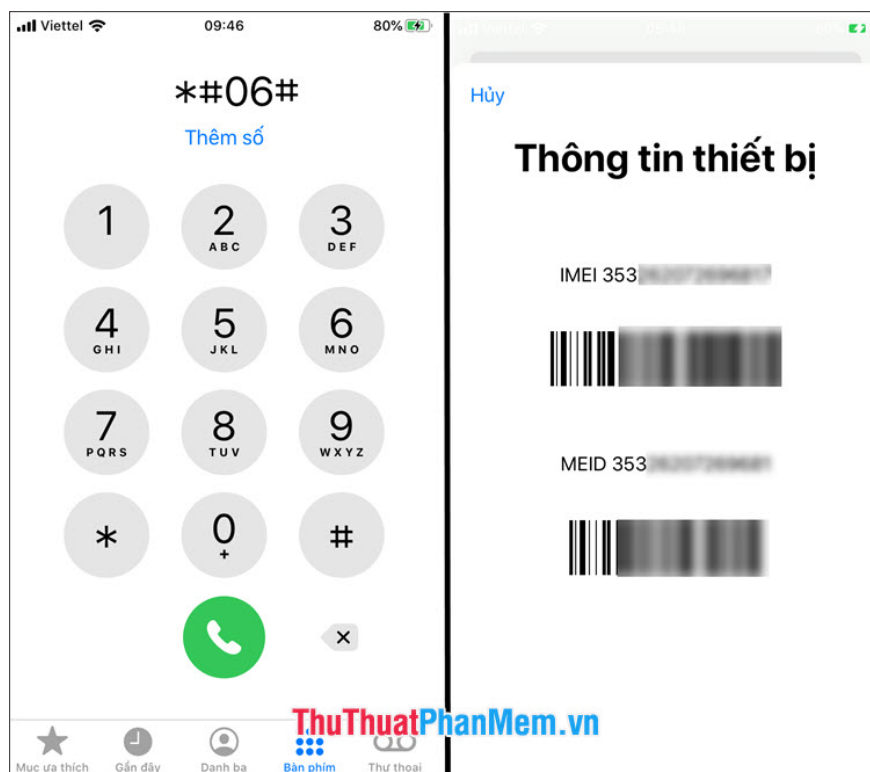 Viettel
09:46
80%
*#06#
Thêm số
1
2
ABC
3
DEF
4
GHI
5
JKL
6
MNO
7
PQRS
8
TUV
9
WXYZ
*
0
+
#
Mục ưa thích
Gần đây
Danh bạ
Bàn phím
Thư thoại
Hủy
Thông tin thiết bị
IMEI 353
MEID 353
ThuThuatPhanMem.vn